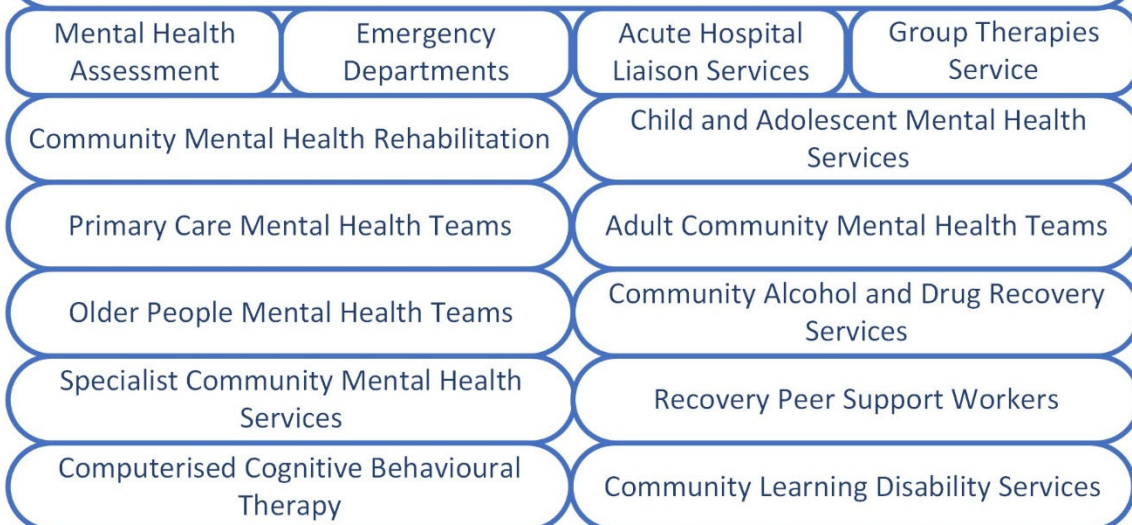 Mental Health
Assessment
Emergency
Departments
Acute Hospital
Liaison Services
Group Therapies
Service
Community Mental Health Rehabilitation
Child and Adolescent Mental Health
Services
Primary Care Mental Health Teams
Adult Community Mental Health Teams
Older People Mental Health Teams
Community Alcohol and Drug Recovery
Services
Specialist Community Mental Health
Services
Recovery Peer Support Workers
Computerised Cognitive Behavioural
Therapy
Community Learning Disability Services